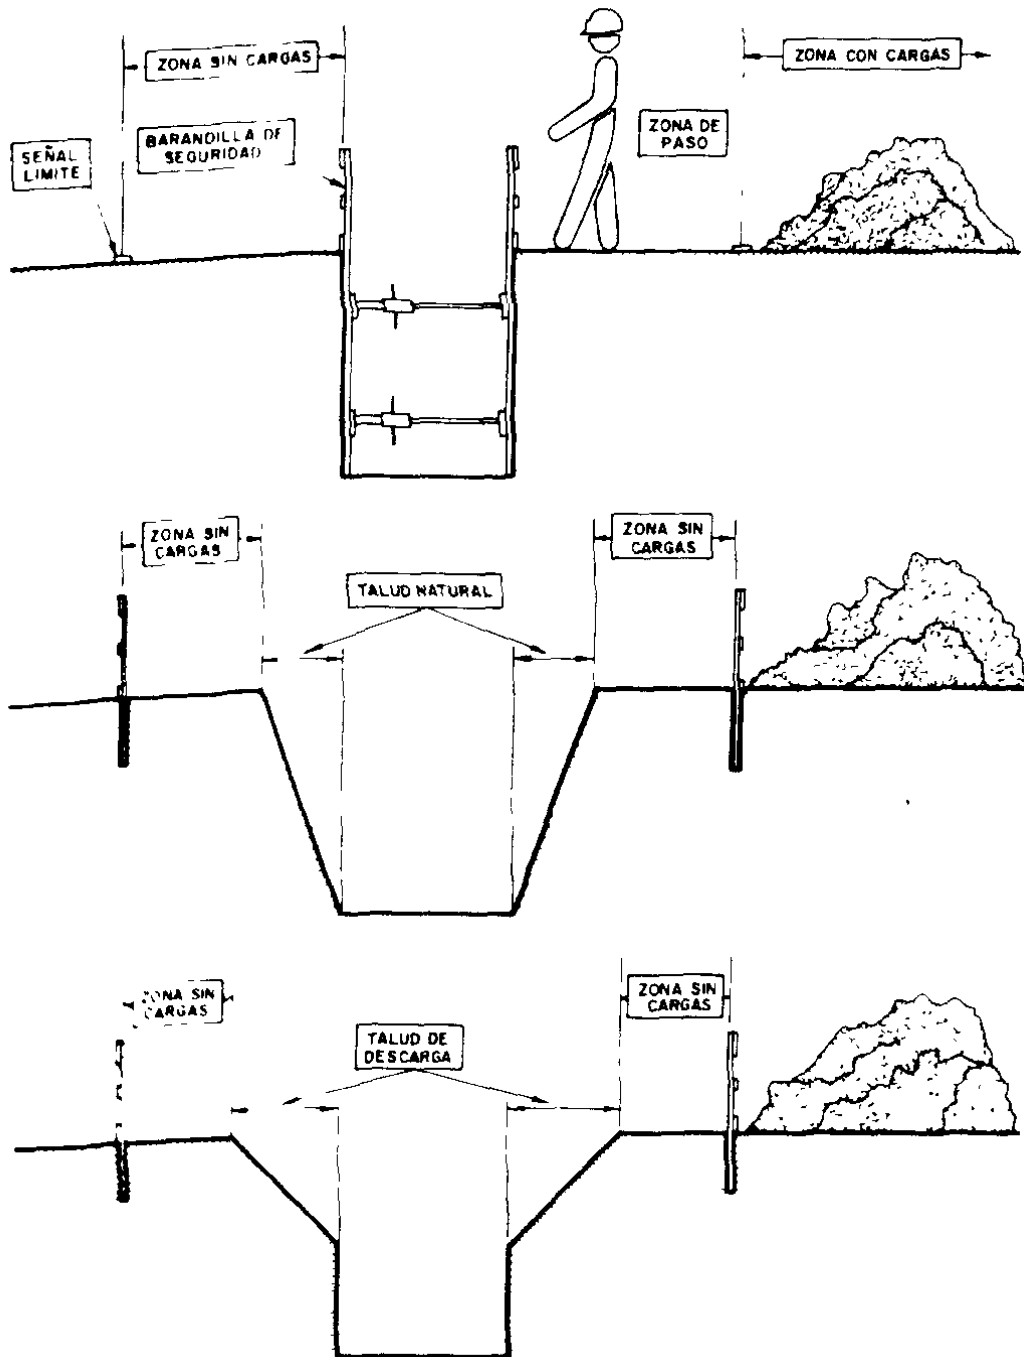 ZONA SIN CARGAS
ZONA CON CARGAS
SEÑAL
LIMITE
BARANDILLA DE
SEGURIDAD
ZONA DE
PASO
ZONA SIN
CARGAS
ZONA SIN
CARGAS
TALUD NATURAL
ZONA SIN
CARGAS
ZONA SIN
CARGAS
TALUD DE
DESCARGA